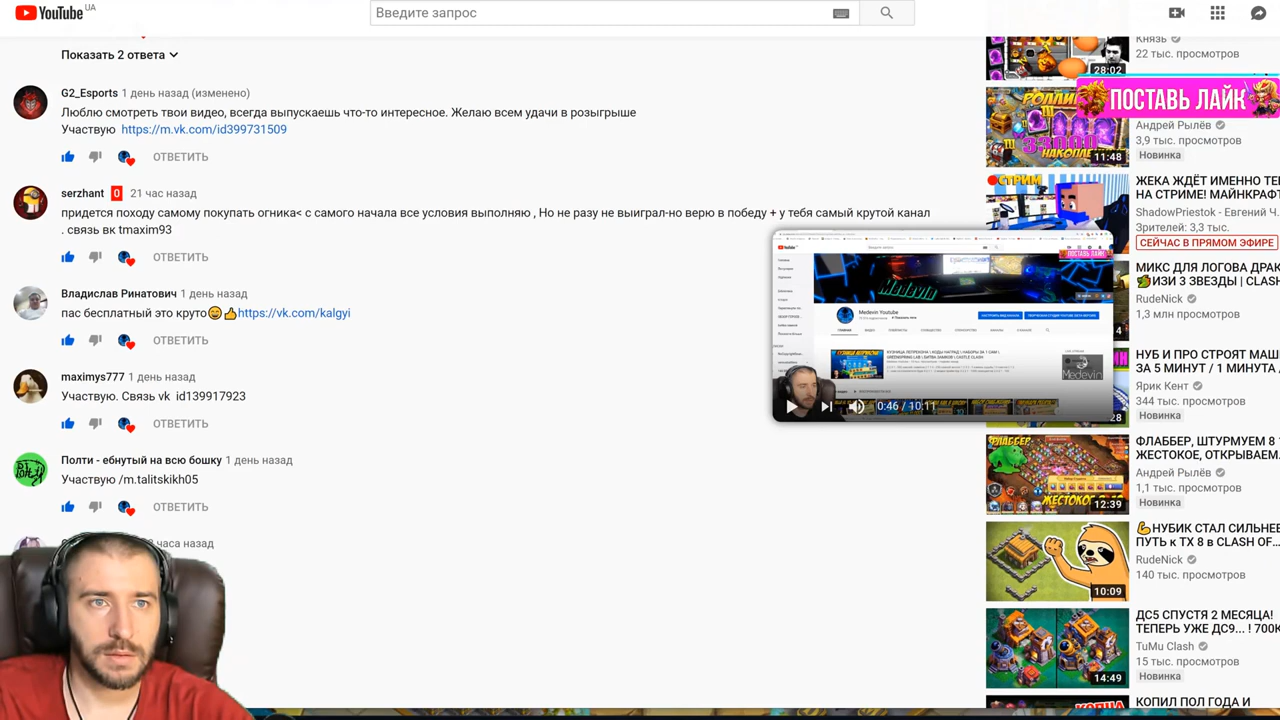 YouTube UA
Введите запрос
Показать 2 ответа
G2_Esports 1 день назад (изменено)
Люблю смотреть твои видео, всегда выпускаешь что-то интересное. Желаю всем удачи в розыгрыше
Участвую https://m.vk.com/id399731509
ОТВЕТИТЬ
serzhant 0 21 час назад
придется походу самому покупать огника< с самого начала все условия выполняю , Но не разу не выиграл-но верю в победу + у тебя самый крутой канал
. связь вк tmaxim93
Владислав Ринатович 1 день назад
пас бесплатный это круто https://vk.com/kalgyi
maximys777 1 день назад
Участвую. Связь vk id139917923
ОТВЕТИТЬ
Полти - ебнутый на всю бошку 1 день назад
Участвую /m.talitskikh05
ОТВЕТИТЬ
часа назад
Medevin
Medevin Youtube
0:46 / 10:11
Князь
22 тыс. просмотров
28:02
ПОСТАВЬ ЛАЙК
Андрей Рылёв
3,9 тыс. просмотров
Новинка
33000
11:48
СТРИМ
ЖЕКА ЖДЁТ ИМЕННО ТЕ
НА СТРИМЕ! МАЙНКРАФТ
ShadowPriestok - Евгений Ч.
Зрителей: 3,3 тыс.
СЕЙЧАС В ПРЯМОМ ЭФИРЕ
МИКС ДЛЯ ЛОГОВА ДРАК
ИЗИ 3 ЗВЕЗДЫ | CLASH
RudeNick
1,3 млн просмотров
НУБ И ПРО СТРОЯТ МАШ
ЗА 5 МИНУТ / 1 МИНУТА /
Ярик Кент
344 тыс. просмотров
Новинка
ФЛАББЕР, ШТУРМУЕМ 8
ЖЕСТОКОЕ, ОТКРЫВАЕМ.
Андрей Рылёв
1,1 тыс. просмотров
Новинка
ФЛАББЕР
12:39
НУБИК СТАЛ СИЛЬНЕЕ
ПУТЬ к ТХ 8 в CLASH OF...
RudeNick
140 тыс. просмотров
10:09
ДС5 СПУСТЯ 2 МЕСЯЦА!
ТЕПЕРЬ УЖЕ ДС9... ! 700К
TuMu Clash
15 тыс. просмотров
Новинка
14:49
КОПИЛ ПОЛ ГОДА И